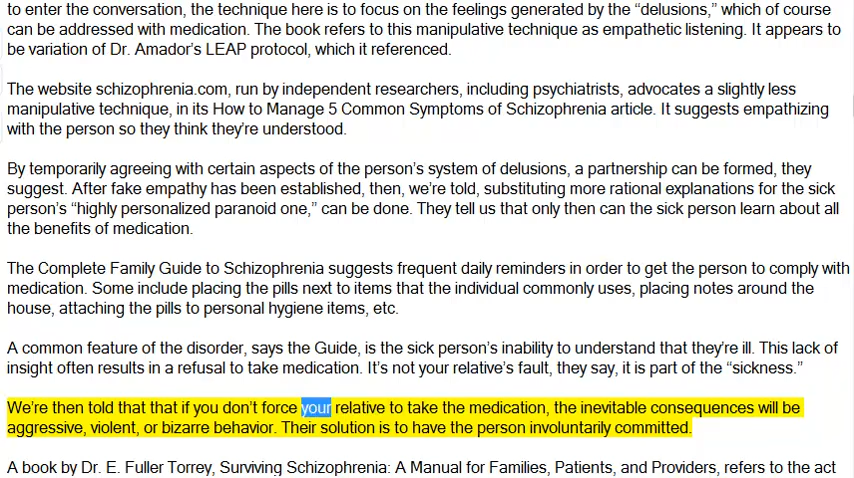 to enter the conversation, the technique here is to focus on the feelings generated by the “delusions,” which of course
can be addressed with medication. The book refers to this manipulative technique as empathetic listening. It appears to
be variation of Dr. Amador’s LEAP protocol, which it referenced.
The website schizophrenia.com, run by independent researchers, including psychiatrists, advocates a slightly less
manipulative technique, in its How to Manage 5 Common Symptoms of Schizophrenia article. It suggests empathizing
with the person so they think they’re understood.
By temporarily agreeing with certain aspects of the person’s system of delusions, a partnership can be formed, they
suggest. After fake empathy has been established, then, we’re told, substituting more rational explanations for the sick
person’s “highly personalized paranoid one,” can be done. They tell us that only then can the sick person learn about all
the benefits of medication.
The Complete Family Guide to Schizophrenia suggests frequent daily reminders in order to get the person to comply with
medication. Some include placing the pills next to items that the individual commonly uses, placing notes around the
house, attaching the pills to personal hygiene items, etc.
A common feature of the disorder, says the Guide, is the sick person’s inability to understand that they’re ill. This lack of
insight often results in a refusal to take medication. It’s not your relative’s fault, they say, it is part of the “sickness.”
We’re then told that that if you don’t force your relative to take the medication, the inevitable consequences will be
aggressive, violent, or bizarre behavior. Their solution is to have the person involuntarily committed.
A book by Dr. E. Fuller Torrey, Surviving Schizophrenia: A Manual for Families, Patients, and Providers, refers to the act